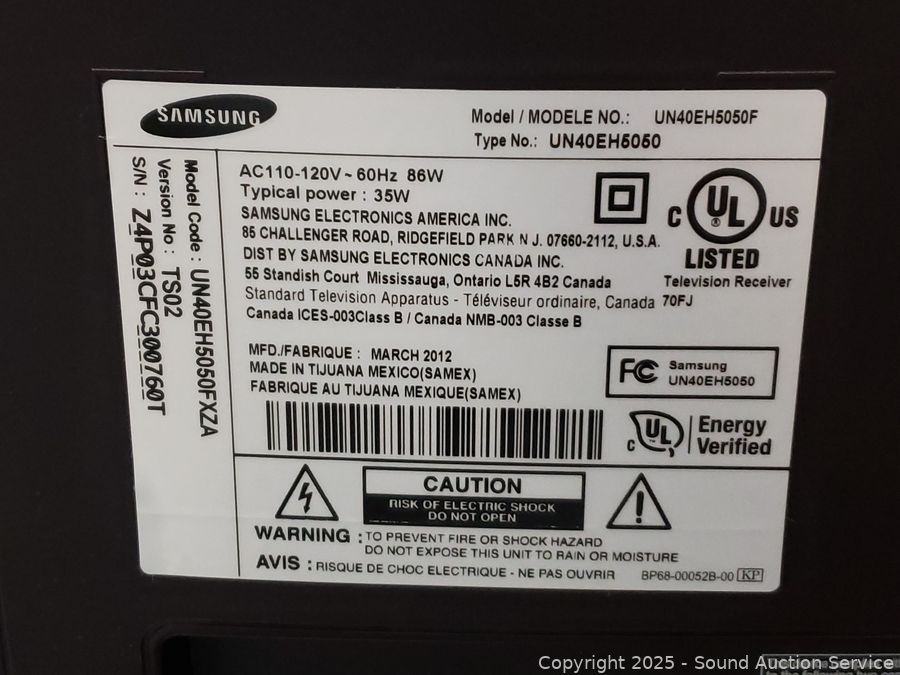 SAMSUNG
Model / MODELE NO.: UN40EH5050F
Type No.: UN40EH5050
Model Code : UN40EH5050FXZA
Version No : TS02
S/N : Z4P03CFC300760T
AC110-120V ~ 60Hz 86W
Typical power : 35W
SAMSUNG ELECTRONICS AMERICA INC.
85 CHALLENGER ROAD, RIDGEFIELD PARK N J. 07660-2112, U.S.A.
DIST BY SAMSUNG ELECTRONICS CANADA INC.
55 Standish Court Mississauga, Ontario L5R 4B2 Canada
Standard Television Apparatus - Téléviseur ordinaire, Canada
Canada ICES-003Class B / Canada NMB-003 Classe B
C UL ® US
LISTED
Television Receiver
70FJ
MFD./FABRIQUE : MARCH 2012
MADE IN TIJUANA MEXICO(SAMEX)
FABRIQUE AU TIJUANA MEXIQUE(SAMEX)
FC Samsung
UN40EH5050
C UL ™ Energy
Verified
CAUTION
RISK OF ELECTRIC SHOCK
DO NOT OPEN
WARNING : TO PREVENT FIRE OR SHOCK HAZARD
DO NOT EXPOSE THIS UNIT TO RAIN OR MOISTURE
AVIS : RISQUE DE CHOC ELECTRIQUE - NE PAS OUVRIR
BP68-00052B-00 KP
Copyright 2025 - Sound Auction Service